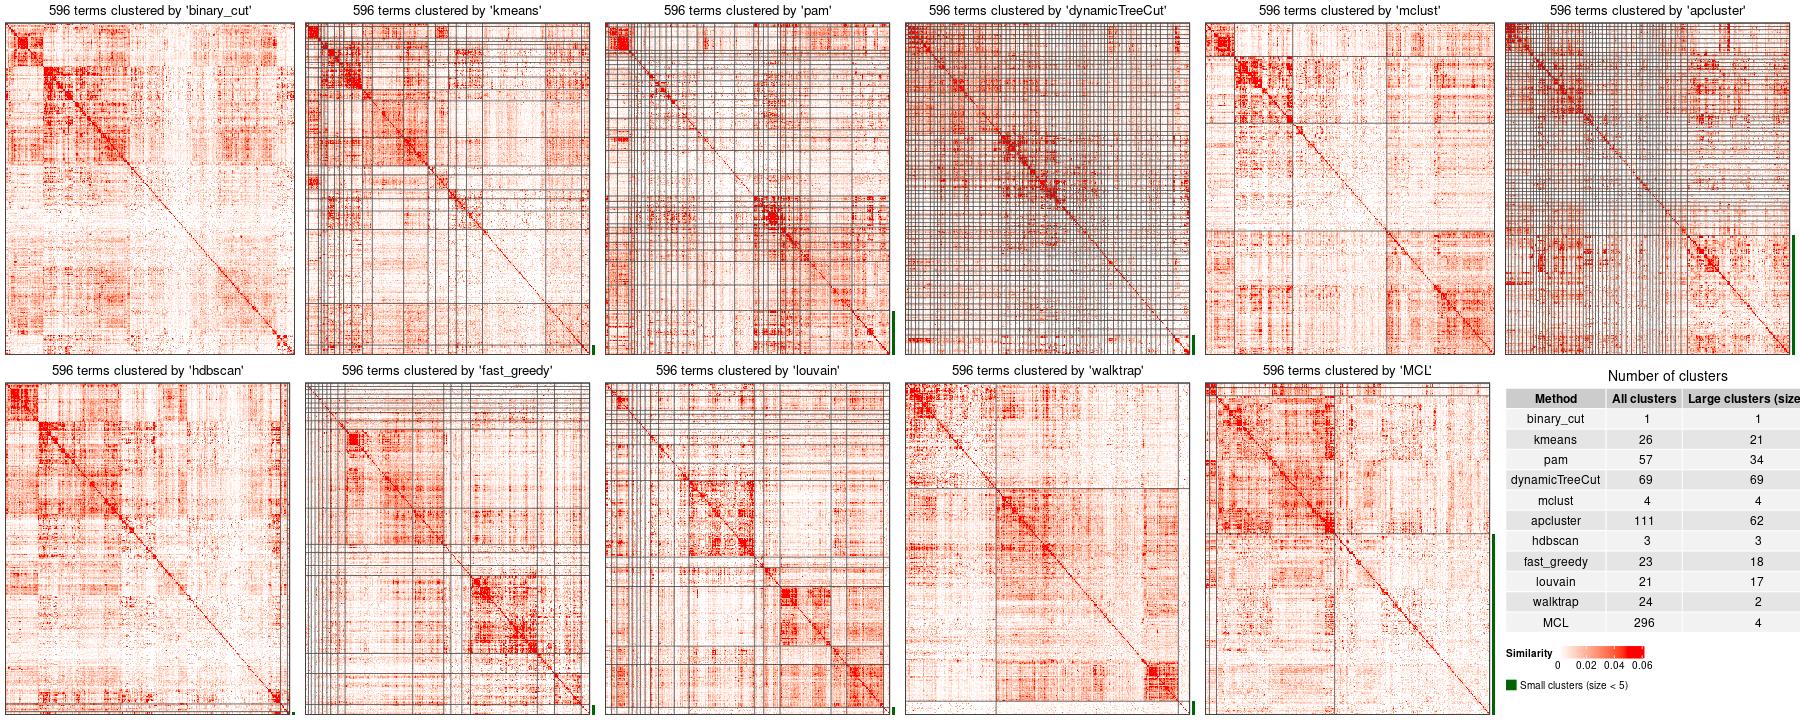 596 terms clustered by 'binary_cut'
596 terms clustered by 'kmeans'
596 terms clustered by 'pam'
596 terms clustered by 'dynamicTreeCut'
596 terms clustered by 'mclust'
596 terms clustered by 'apcluster'
596 terms clustered by 'hdbscan'
596 terms clustered by 'fast_greedy'
596 terms clustered by 'louvain'
596 terms clustered by 'walktrap'
596 terms clustered by 'MCL'
Number of clusters
Method All clusters Large clusters (size
binary_cut 1 1
kmeans 26 21
pam 57 34
dynamicTreeCut 69 69
mclust 4 4
apcluster 111 62
hdbscan 3 3
fast_greedy 23 18
louvain 21 17
walktrap 24 2
MCL 296 4
Similarity
0 0.02 0.04 0.06
Small clusters (size < 5)